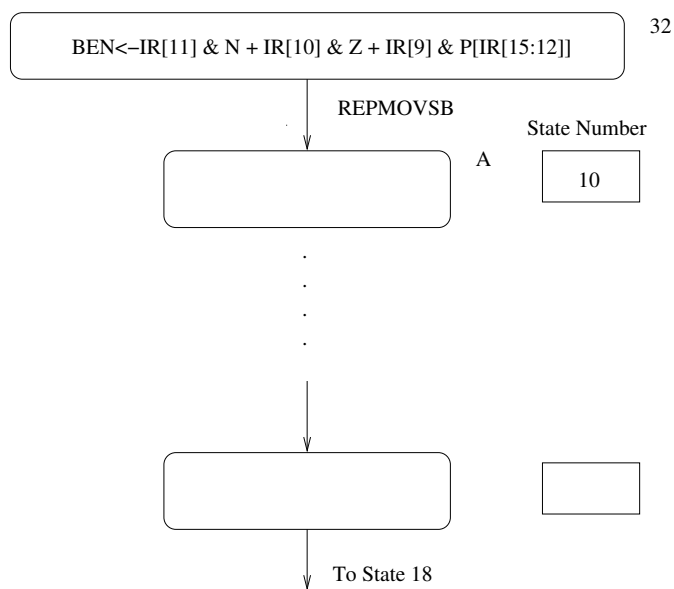 32
BEN<–IR[11] & N + IR[10] & Z + IR[9] & P[IR[15:12]]
REPMOVSB
State Number
A
10
.
.
.
.
To State 18